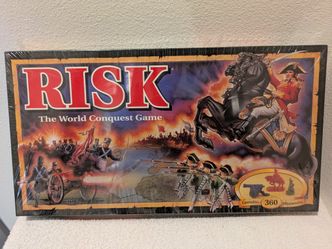 RISK
The World Conquest Game
360